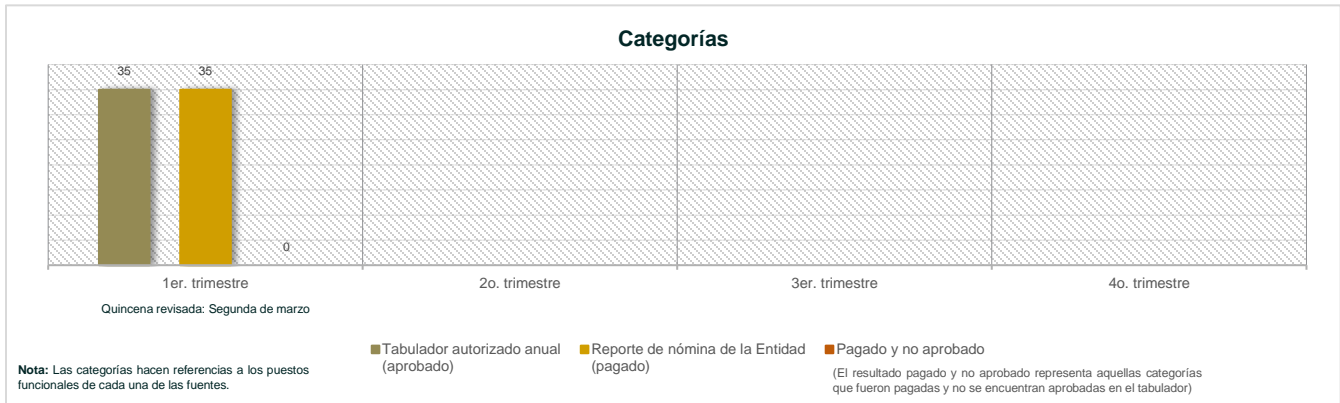 Categorías
35
35
0
1er. trimestre
2o. trimestre
3er. trimestre
4o. trimestre
Quincena revisada: Segunda de marzo
Tabulador autorizado anual
(aprobado)
Reporte de nómina de la Entidad
(pagado)
Pagado y no aprobado
(El resultado pagado y no aprobado representa aquellas categorías
que fueron pagadas y no se encuentran aprobadas en el tabulador)
Nota: Las categorías hacen referencias a los puestos
funcionales de cada una de las fuentes.